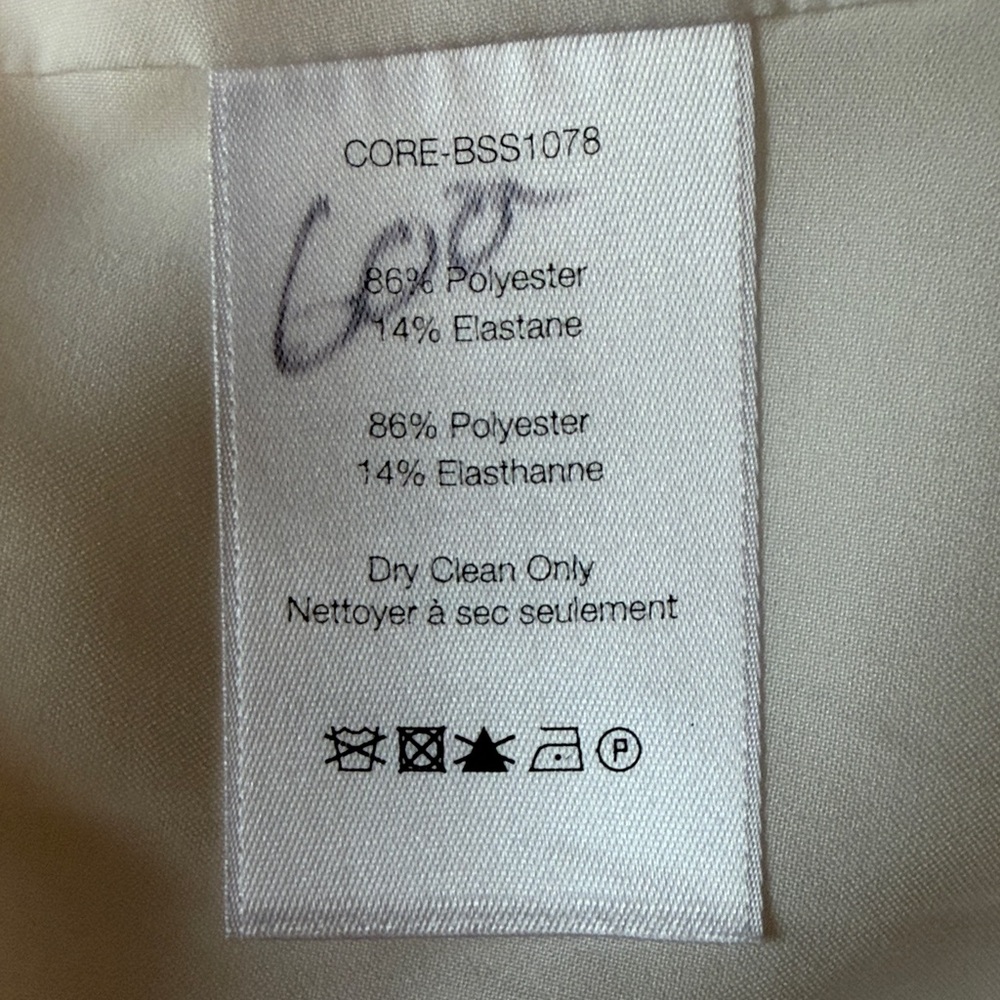 CORE-BSS1078
86% Polyester
14% Elastane
86% Polyester
14% Elasthanne
Dry Clean Only
Nettoyer à sec seulement
P